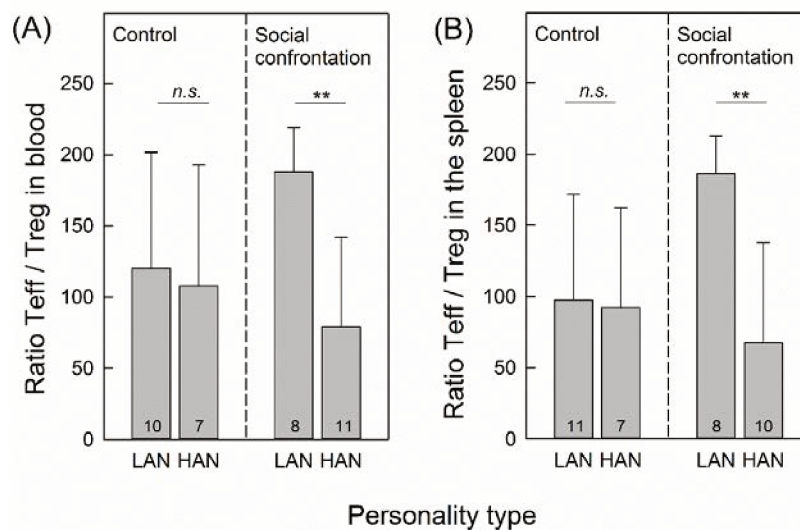 (A)
Control
Social
confrontation
n.s.
**
Ratio Teff / Treg in blood
250
200
150
100
50
0
10
7
8
11
LAN HAN
LAN HAN
(B)
Control
Social
confrontation
n.s.
**
Ratio Teff / Treg in the spleen
250
200
150
100
50
0
11
7
8
10
LAN HAN
LAN HAN
Personality type